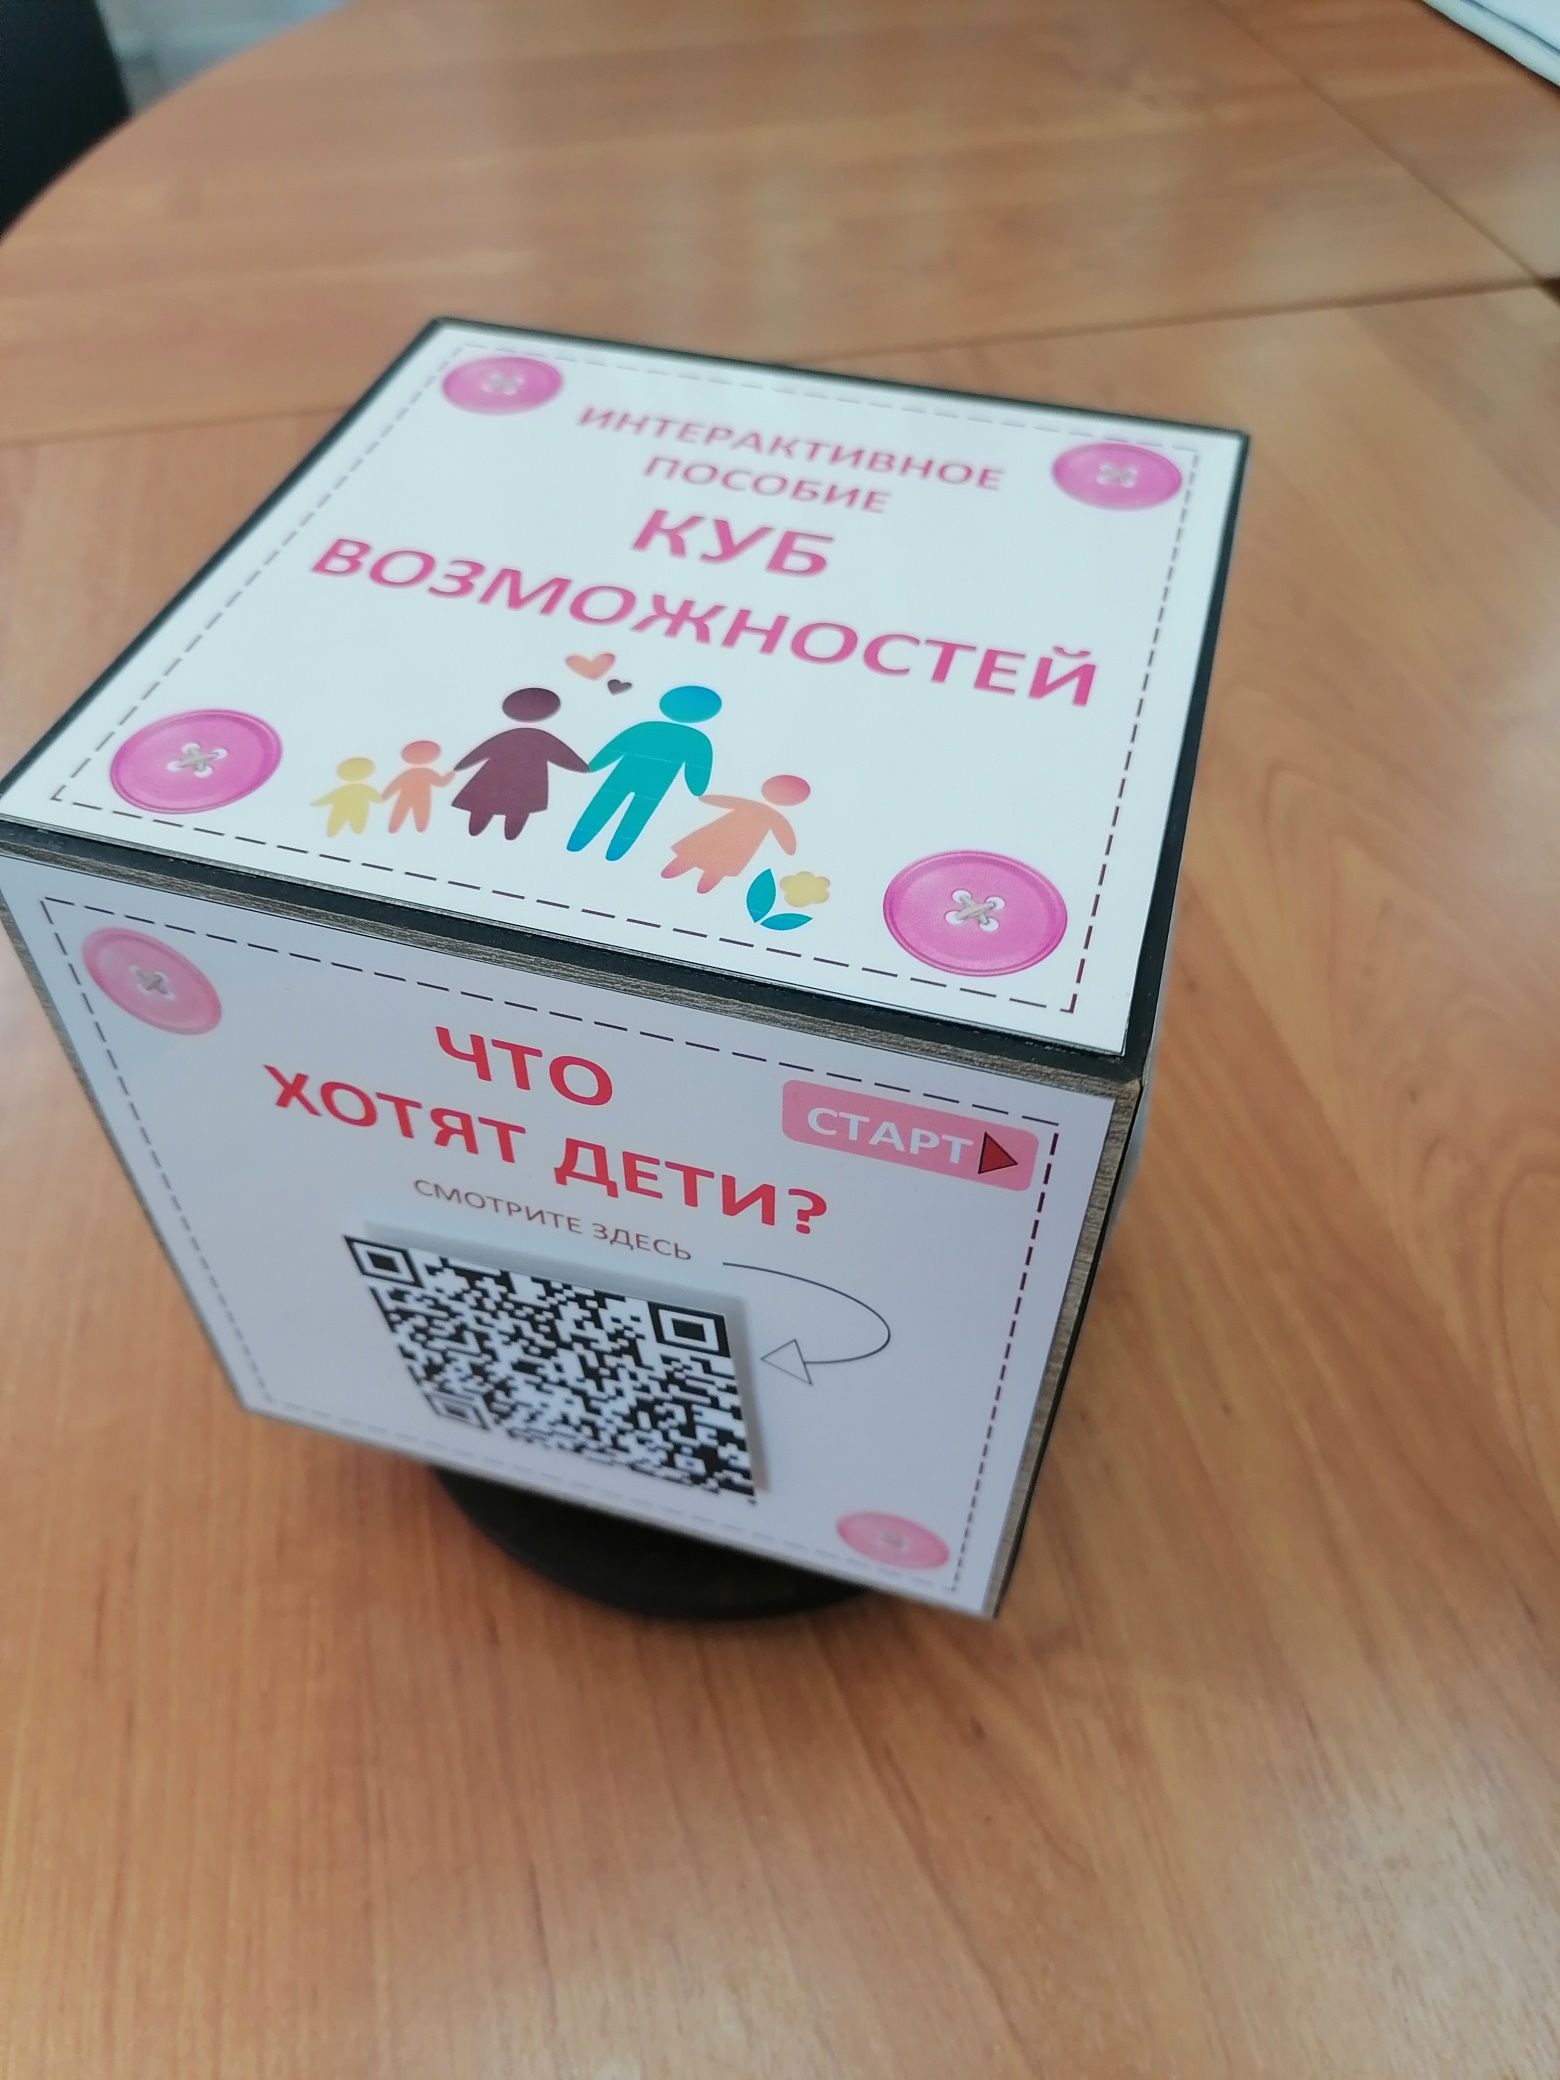 ИНТЕРАКТИВНОЕ
ПОСОБИЕ
КУБ
ВОЗМОЖНОСТЕЙ
ЧТО
ХОТЯТ ДЕТИ?
СТАРТ
СМОТРИТЕ ЗДЕСЬ